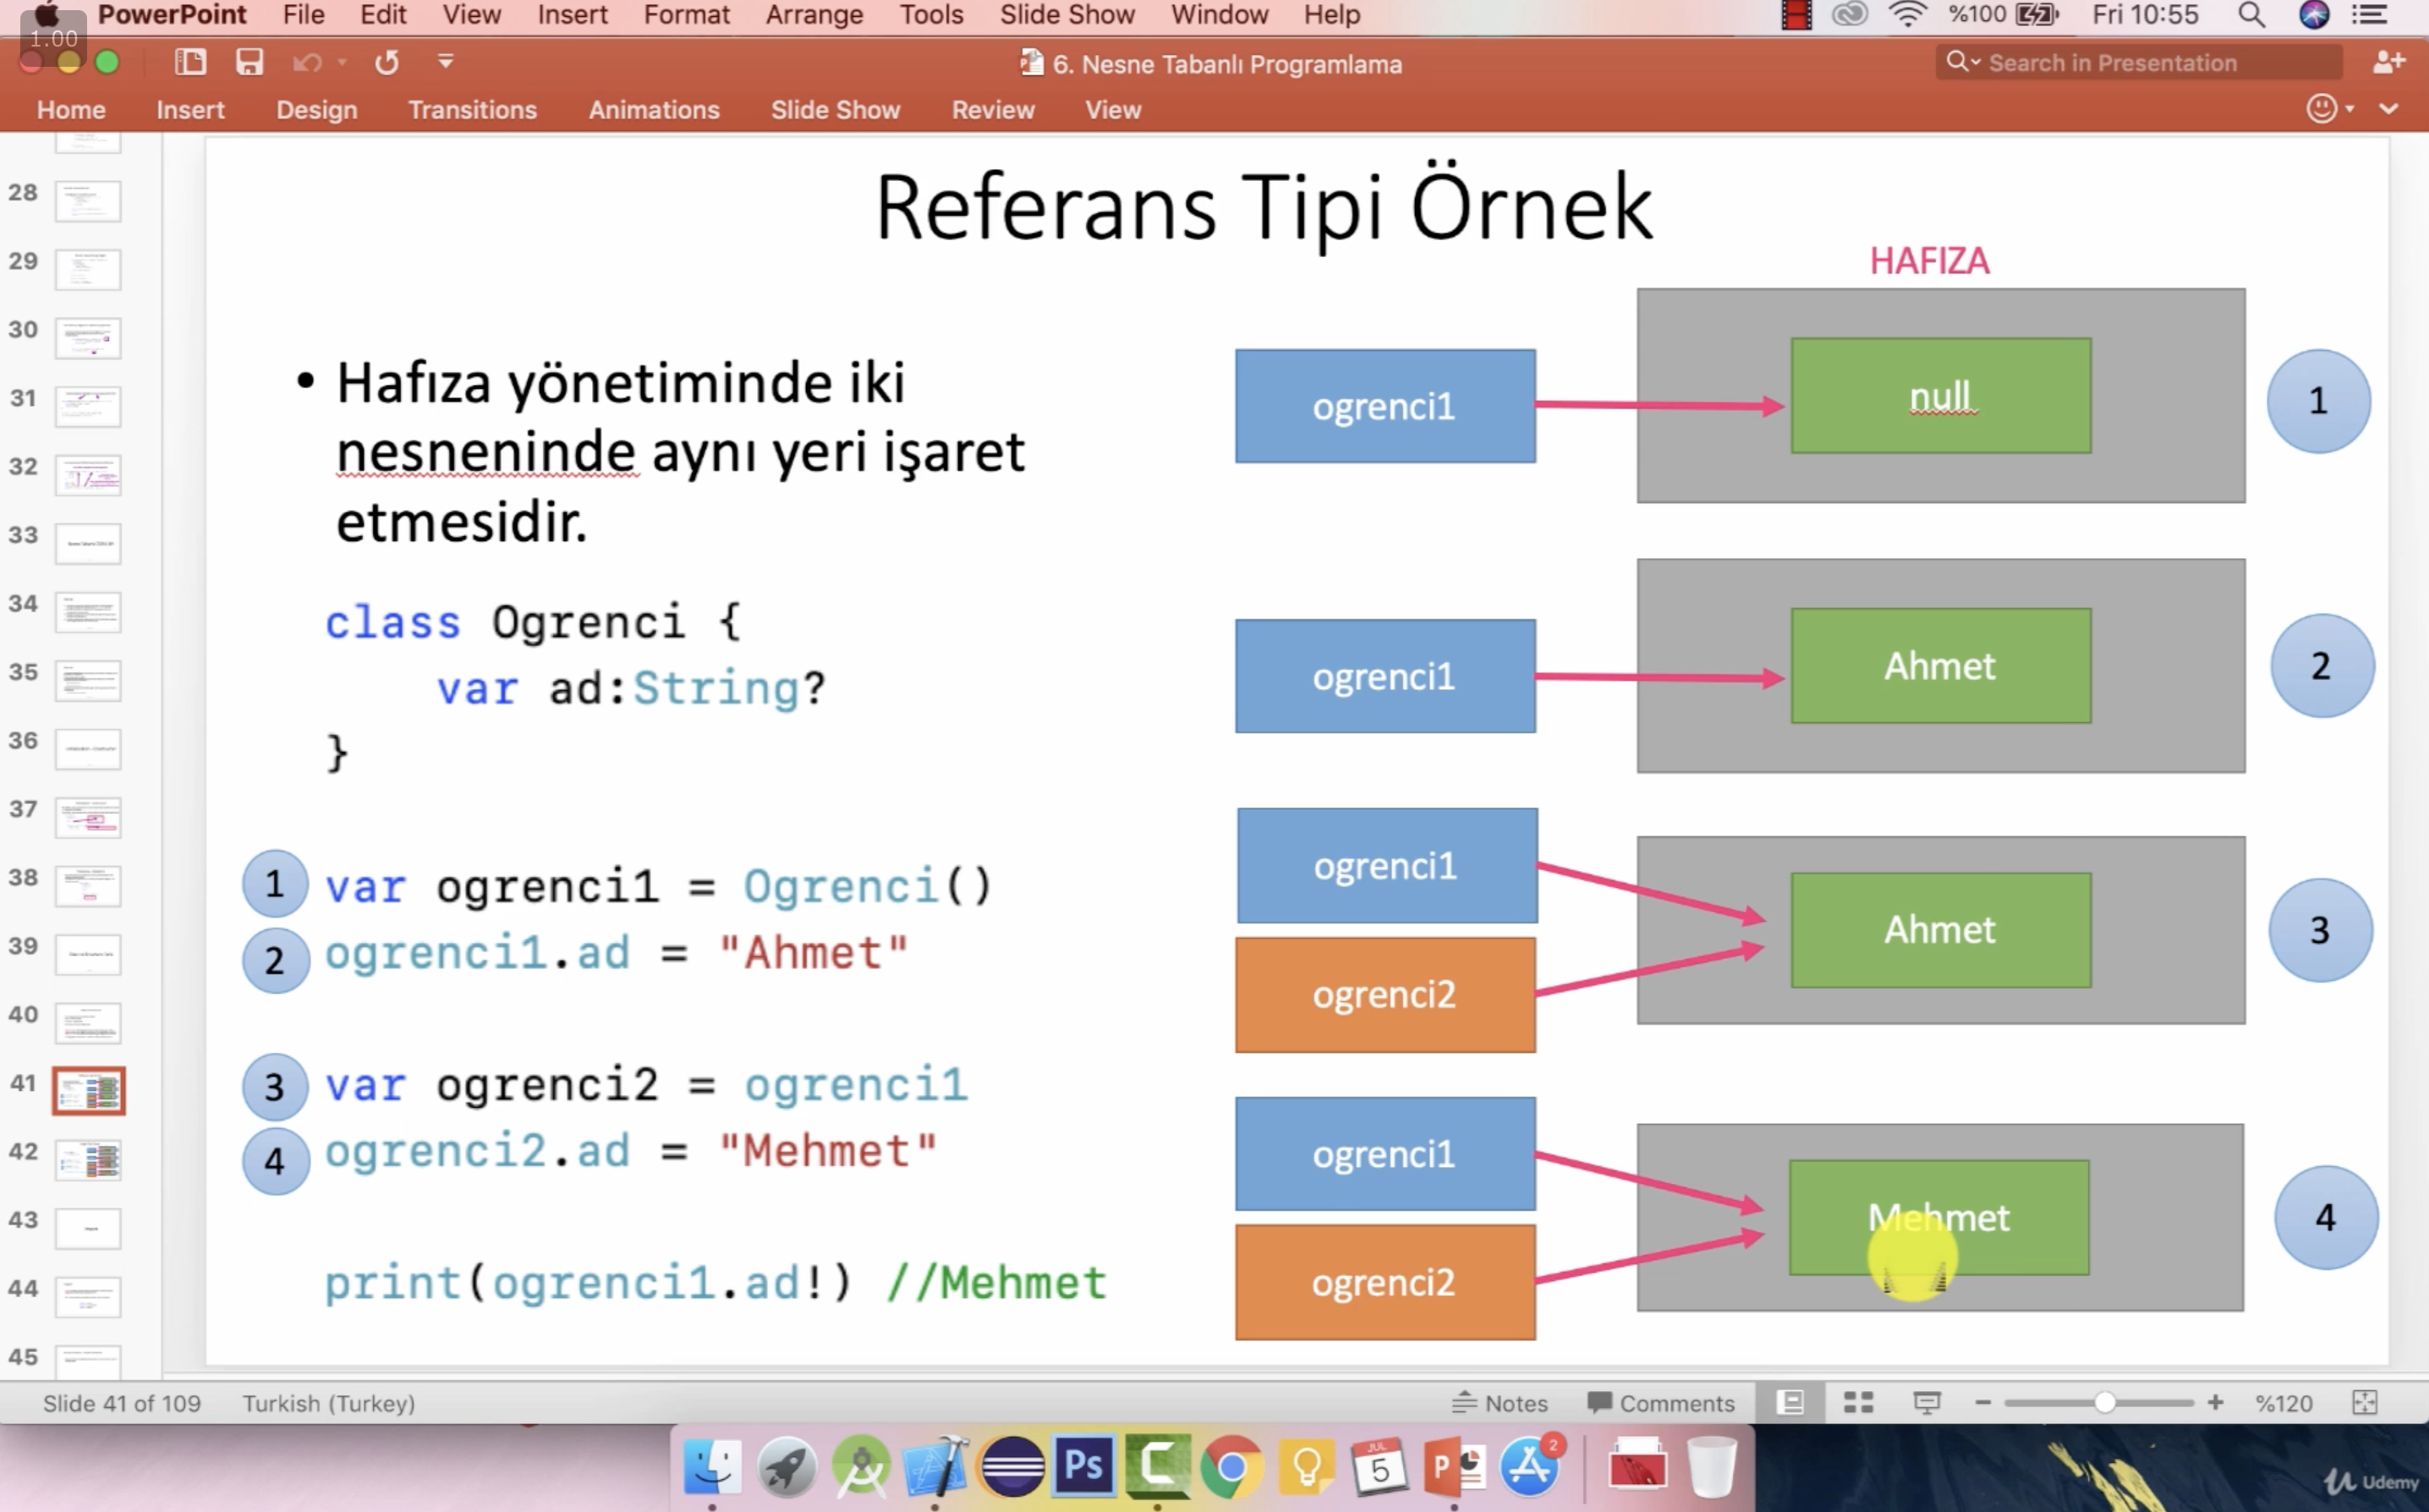 PowerPoint File Edit View Insert Format Arrange Tools Slide Show Window Help %100 Fri 10:55
1.00
6. Nesne Tabanlı Programlama
Search in Presentation
Home Insert Design Transitions Animations Slide Show Review View
28
29
30
31
32
33
34
35
36
37
38
39
40
41
42
43
44
45
Referans Tipi Örnek
• Hafıza yönetiminde iki
nesneninde aynı yeri işaret
etmesidir.
class Ogrenci {
var ad:String?
}
1 var ogrenci1 = Ogrenci()
2 ogrenci1.ad = "Ahmet"
3 var ogrenci2 = ogrenci1
4 ogrenci2.ad = "Mehmet"
print(ogrenci1.ad!) //Mehmet
HAFIZA
ogrenci1 null 1
ogrenci1 Ahmet 2
ogrenci1
Ahmet 3
ogrenci2
ogrenci1
Mehmet 4
ogrenci2
Slide 41 of 109 Turkish (Turkey) Notes Comments %120
Ps
JUL
5
P
2
Udemy